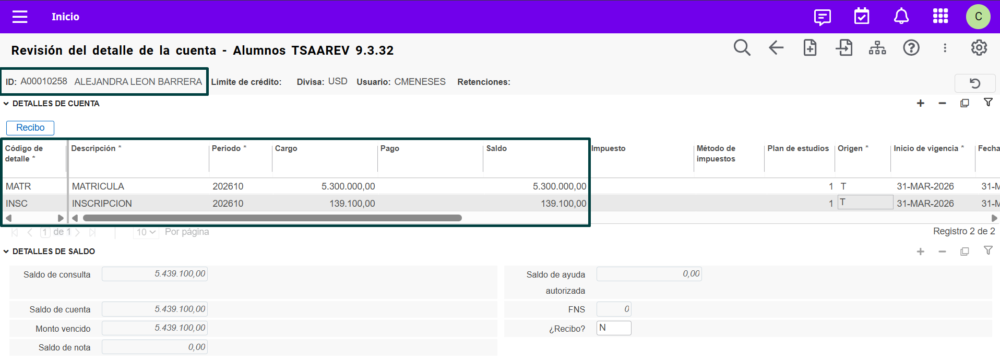 Inicio
C
Revisión del detalle de la cuenta - Alumnos TSAAREV 9.3.32
ID: A00010258 ALEJANDRA LEON BARRERA Límite de crédito: Divisa: USD Usuario: CMENESES Retenciones:
DETALLES DE CUENTA
Recibo
Código de detalle * Descripción * Periodo * Cargo Pago Saldo Impuesto Método de impuestos Plan de estudios Origen * Inicio de vigencia * Fecha
MATR MATRICULA 202610 5.300.000,00 5.300.000,00 1 T 31-MAR-2026 31-M
INSC INSCRIPCION 202610 139.100,00 139.100,00 1 T 31-MAR-2026 31-M
1 de 1 10 Por página Registro 2 de 2
DETALLES DE SALDO
Saldo de consulta 5.439.100,00 Saldo de ayuda autorizada 0,00
Saldo de cuenta 5.439.100,00 FNS 0
Monto vencido 5.439.100,00 ¿Recibo? N
Saldo de nota 0,00